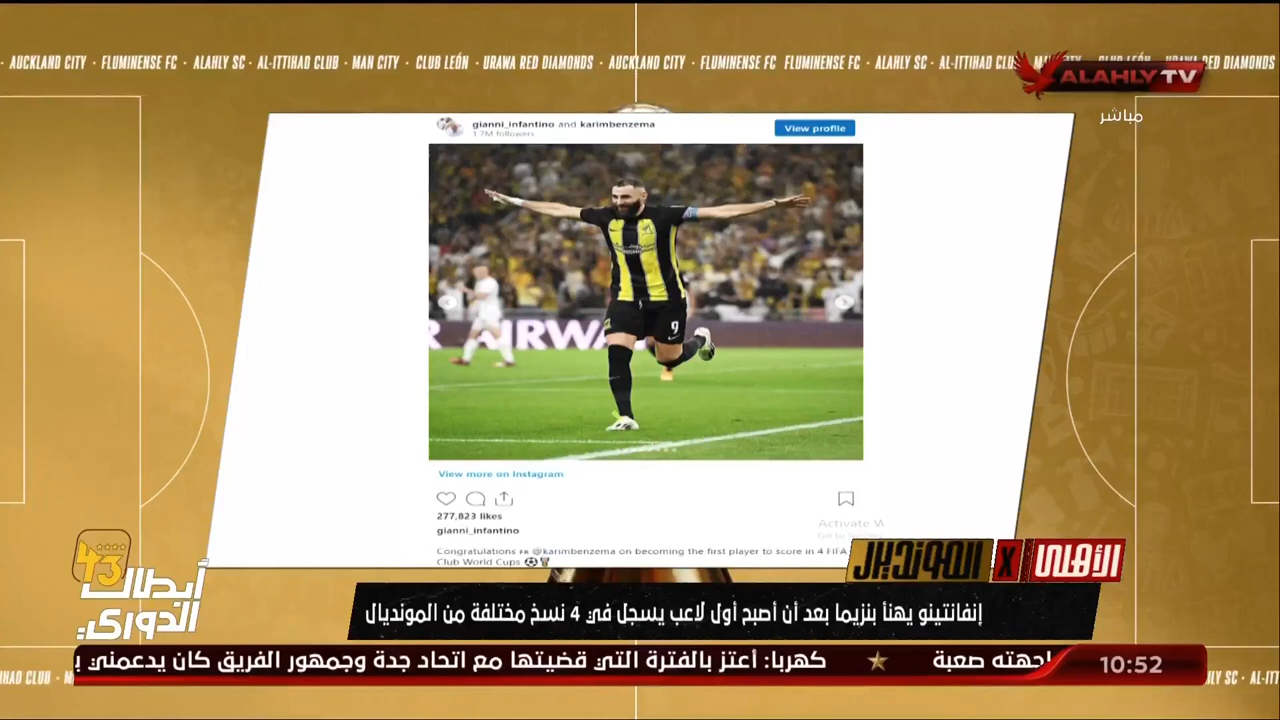 · AUCKLAND CITY · FLUMINENSE FC · ALAHLY SC · AL-ITTIHAD CLUB · MAN CITY · CLUB LEÓN · URAWA RED DIAMONDS · AUCKLAND CITY · FLUMINENSE FC FLUMINENSE FC · ALAHLY SC · AL-ITTIHAD CLUB
RED DIAMONDS
ALAHLY TV
مباشر
gianni_infantino and karimbenzema
1.7M followers
View profile
AIRWA
9
View more on Instagram
277,823 likes
gianni_infantino
Activate W
Congratulations 🇫🇷 @karimbenzema on becoming the first player to score in 4 FIFA
Club World Cups ⚽🏆
الأهلي X المونديال
43
أبطال الدوري
إنفانتينو يهنأ بنزيما بعد أن أصبح أول لاعب يسجل في 4 نسخ مختلفة من المونديال
صعبة ★ كهربا: أعتز بالفترة التي قضيتها مع اتحاد جدة وجمهور الفريق كان يدعمني
10:52